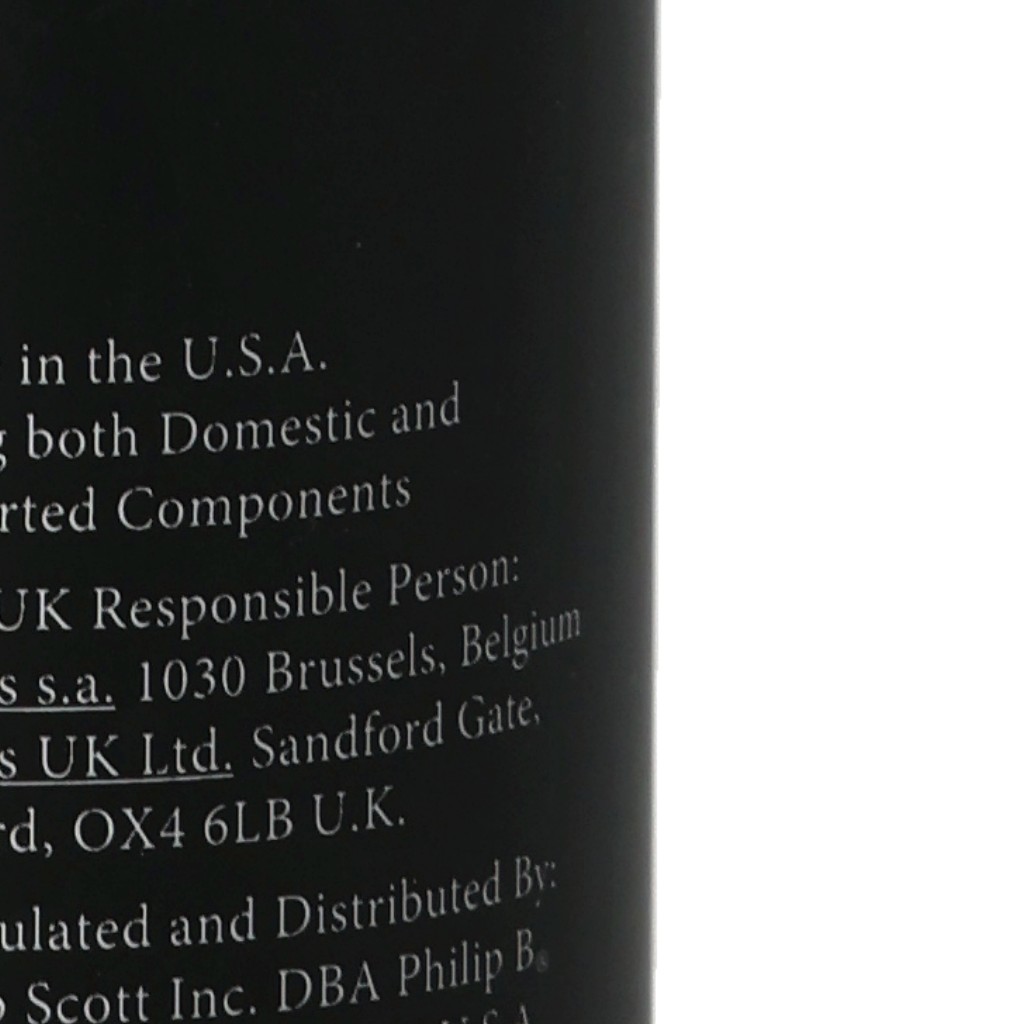 in the U.S.A.
both Domestic and
rted Components
UK Responsible Person:
s s.a. 1030 Brussels, Belgium
s UK Ltd. Sandford Gate,
rd, OX4 6LB U.K.
ulated and Distributed By:
Scott Inc. DBA Philip B.
U.S.A.